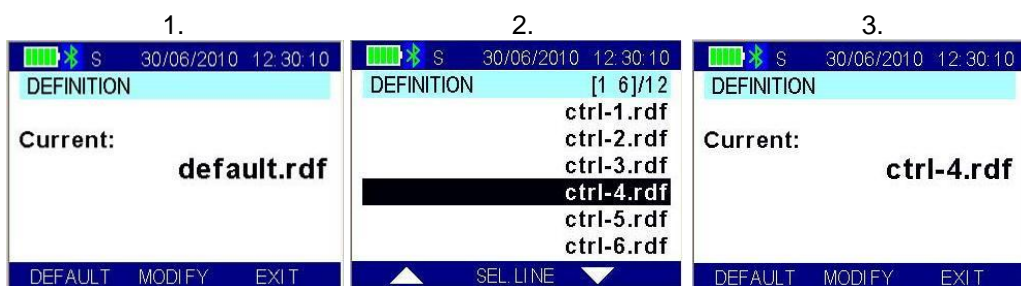 1.
S 30/06/2010 12:30:10
DEFINITION
Current:
default.rdf
DEFAULT MODIFY EXIT
2.
S 30/06/2010 12:30:10
DEFINITION [1 6]/12
ctrl-1.rdf
ctrl-2.rdf
ctrl-3.rdf
ctrl-4.rdf
ctrl-5.rdf
ctrl-6.rdf
SEL.LINE
3.
S 30/06/2010 12:30:10
DEFINITION
Current:
ctrl-4.rdf
DEFAULT MODIFY EXIT